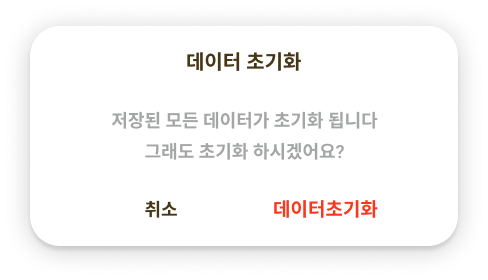 데이터 초기화
저장된 모든 데이터가 초기화 됩니다
그래도 초기화 하시겠어요?
취소
데이터초기화